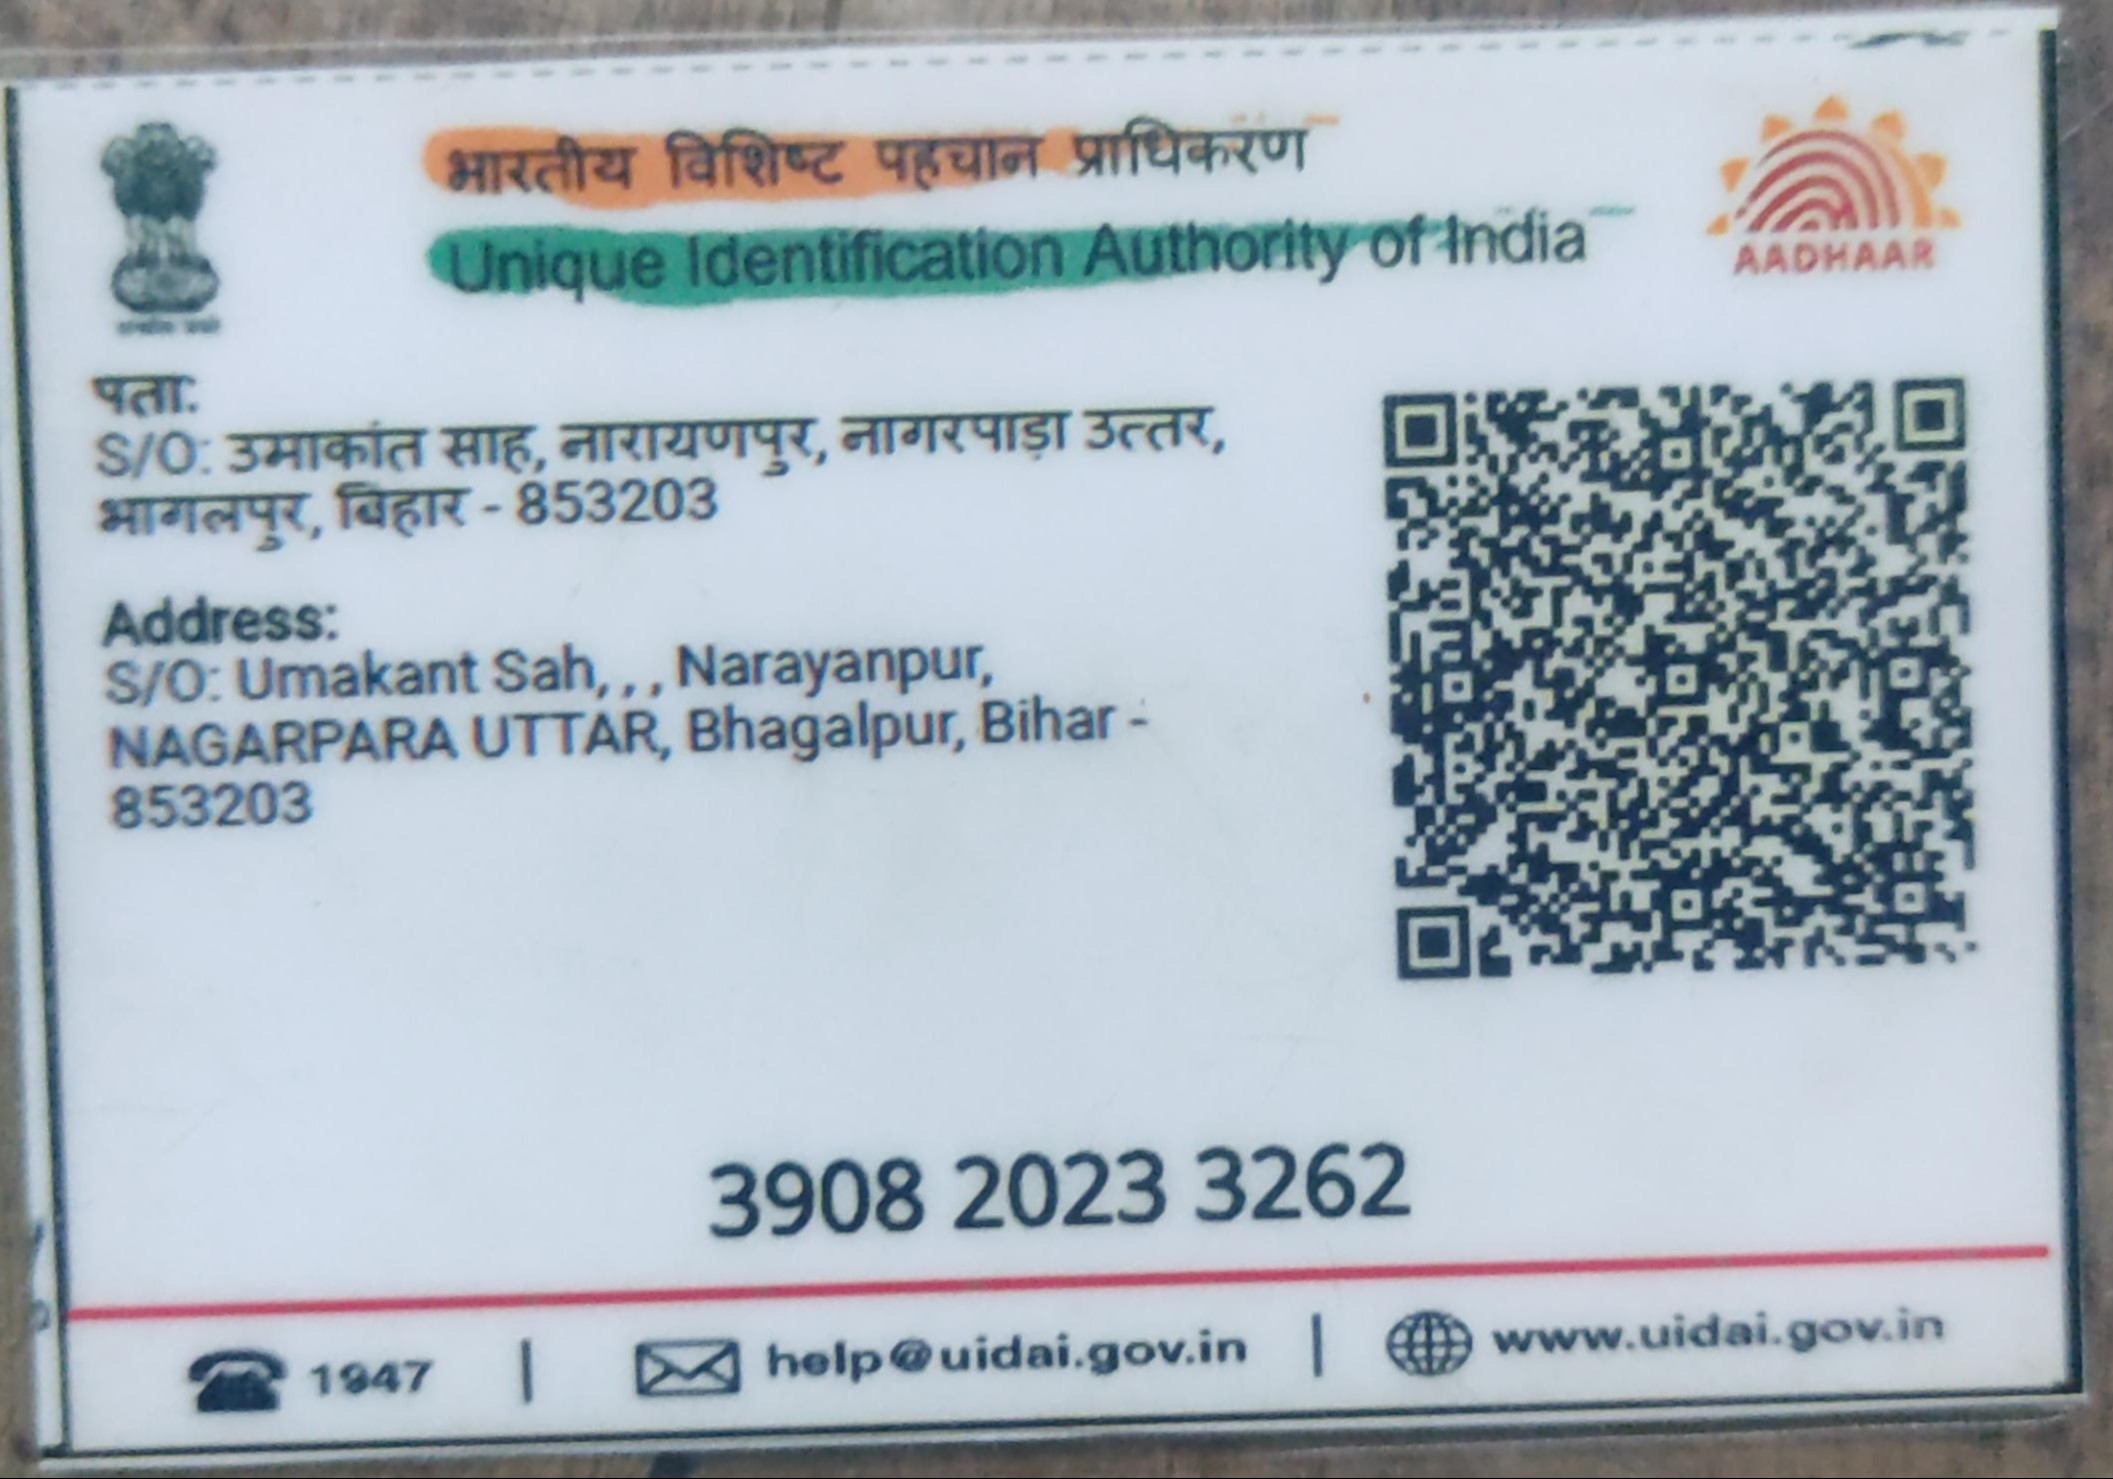 भारतीय विशिष्ट पहचान प्राधिकरण
Unique Identification Authority of India
AADHAAR
पता:
S/O: उमाकांत साह, नारायणपुर, नागरपाड़ा उत्तर,
भागलपुर, बिहार - 853203
Address:
S/O: Umakant Sah, , , Narayanpur,
NAGARPARA UTTAR, Bhagalpur, Bihar -
853203
3908 2023 3262
1947 | help@uidai.gov.in | www.uidai.gov.in